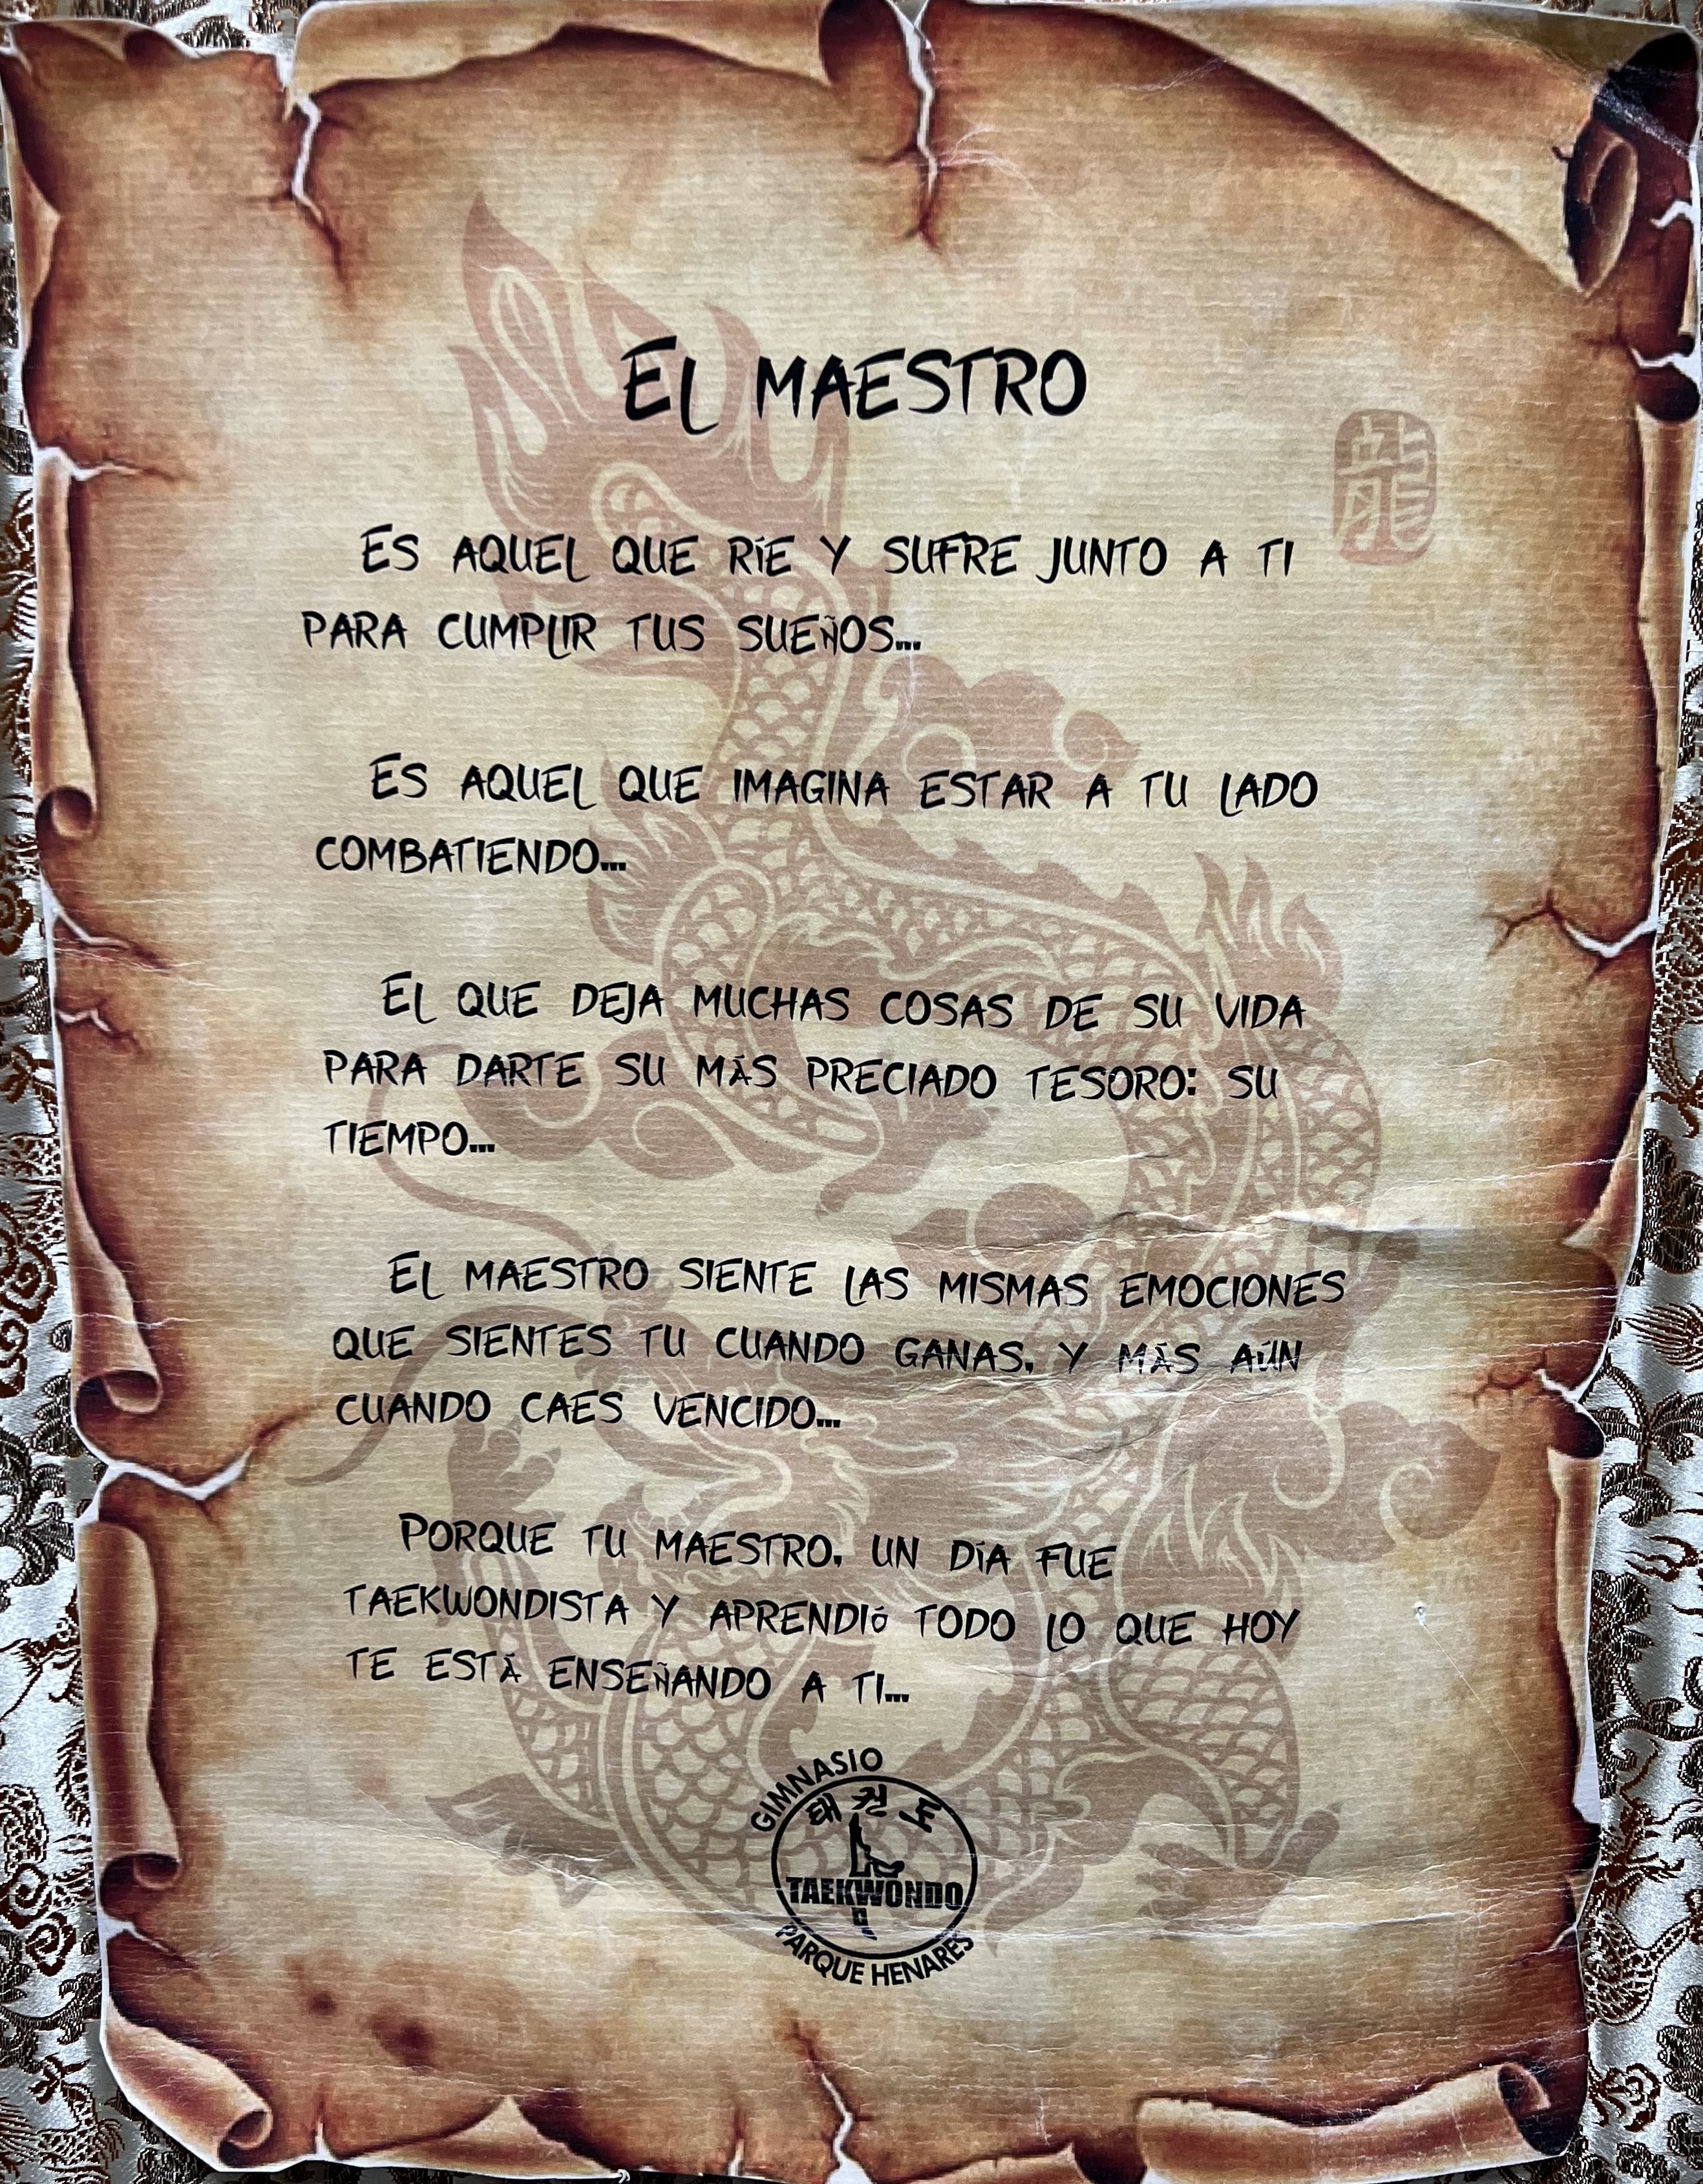 EL MAESTRO
龍
ES AQUEL QUE RÍE Y SUFRE JUNTO A TI
PARA CUMPLIR TUS SUEÑOS...
ES AQUEL QUE IMAGINA ESTAR A TU LADO
COMBATIENDO...
EL QUE DEJA MUCHAS COSAS DE SU VIDA
PARA DARTE SU MÁS PRECIADO TESORO: SU
TIEMPO...
EL MAESTRO SIENTE LAS MISMAS EMOCIONES
QUE SIENTES TU CUANDO GANAS, Y MÁS AÚN
CUANDO CAES VENCIDO...
PORQUE TU MAESTRO, UN DÍA FUE
TAEKWONDISTA Y APRENDIÓ TODO LO QUE HOY
TE ESTÁ ENSEÑANDO A TI...
GIMNASIO
태권도
TAEKWONDO
PARQUE HENARES